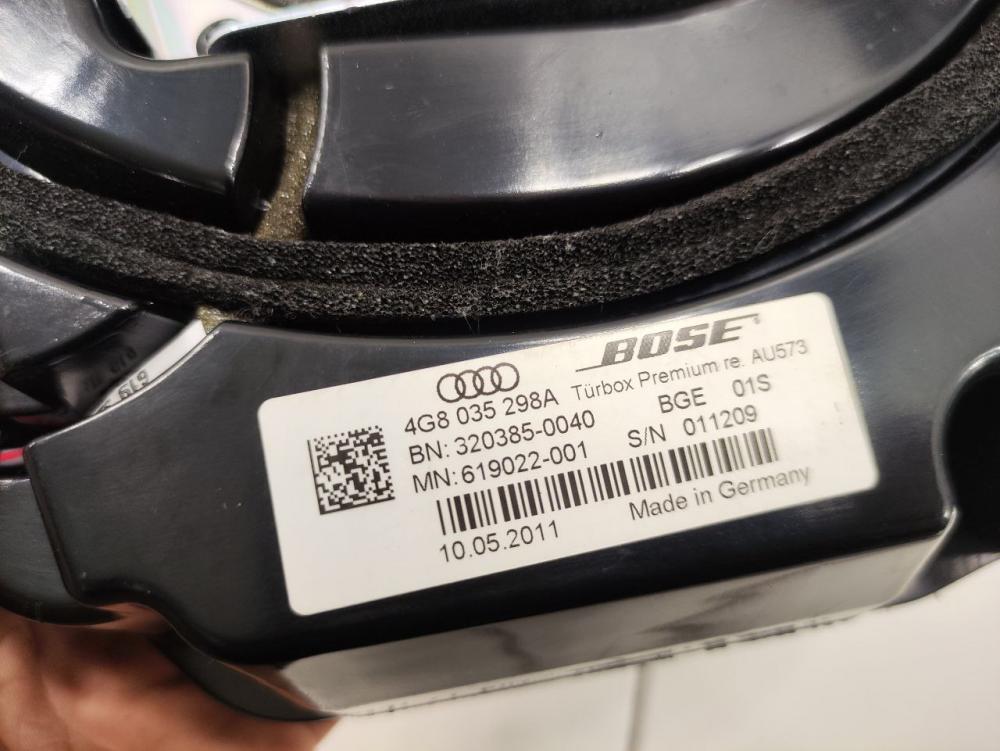 BOSE
Türbox Premium re. AU573
4G8 035 298A
BGE 01S
BN: 320385-0040
S/N 011209
MN: 619022-001
Made in Germany
10.05.2011